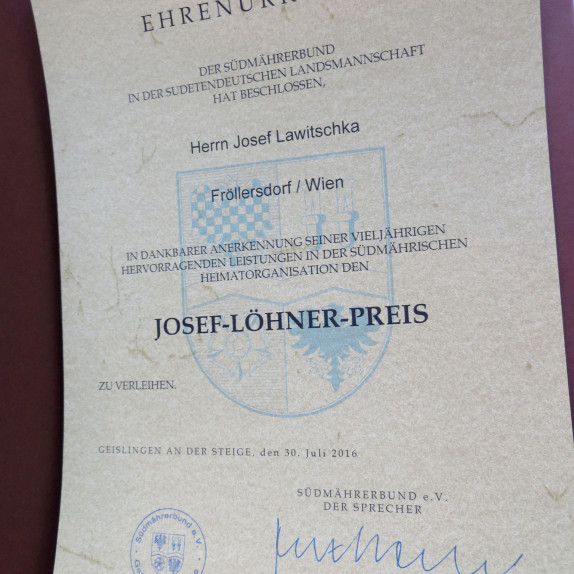 EHRENURK
DER SÜDMÄHRERBUND
IN DER SUDETENDEUTSCHEN LANDSMANNSCHAFT
HAT BESCHLOSSEN,
Herrn Josef Lawitschka
Fröllersdorf / Wien
IN DANKBARER ANERKENNUNG SEINER VIELJÄHRIGEN
HERVORRAGENDEN LEISTUNGEN IN DER SÜDMÄHRISCHEN
HEIMATORGANISATION DEN
JOSEF-LÖHNER-PREIS
ZU VERLEIHEN.
GEISLINGEN AN DER STEIGE, den 30. Juli 2016
SÜDMÄHRERBUND e.V.
DER SPRECHER
Südmährerbund e.V.